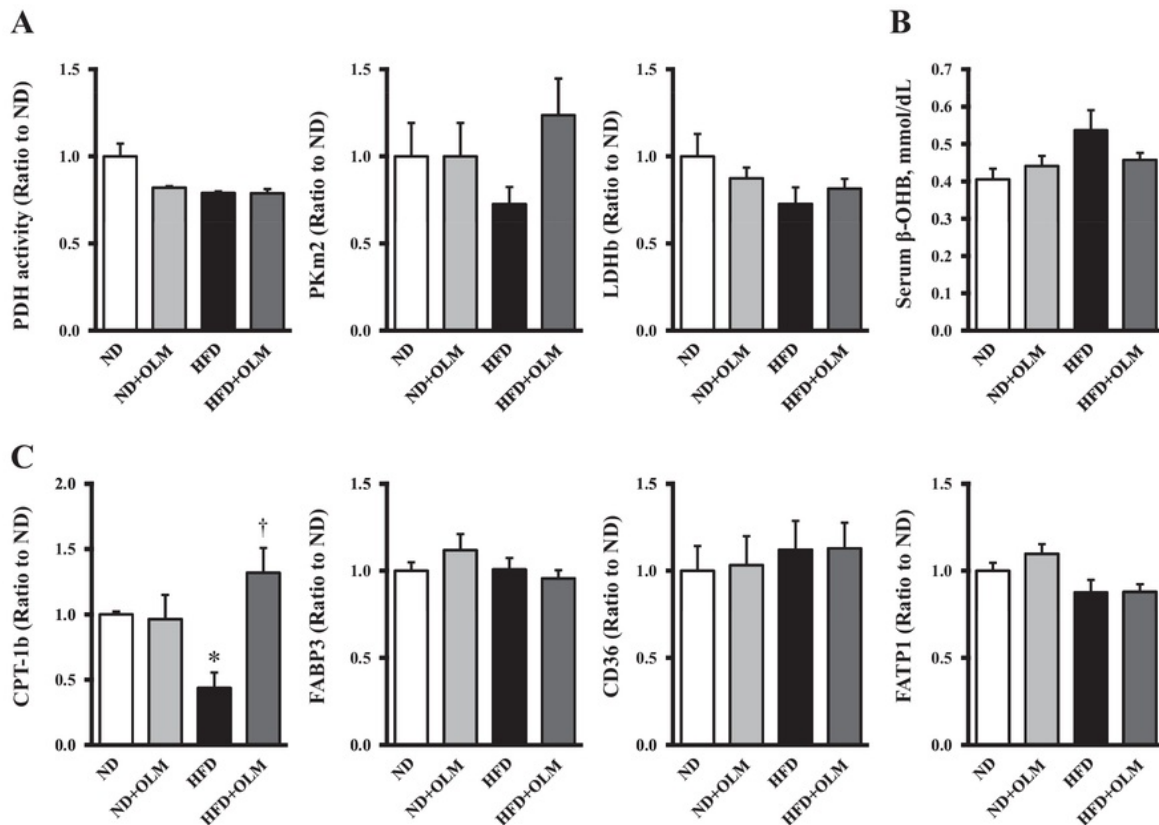 A
PDH activity (Ratio to ND)
1.5
1.0
0.5
0.0
ND
ND+OLM
HFD
HFD+OLM
PKm2 (Ratio to ND)
1.5
1.0
0.5
0.0
ND
ND+OLM
HFD
HFD+OLM
LDHb (Ratio to ND)
1.5
1.0
0.5
0.0
ND
ND+OLM
HFD
HFD+OLM
B
Serum β-OHB, mmol/dL
0.7
0.6
0.5
0.4
0.3
0.2
0.1
0.0
ND
ND+OLM
HFD
HFD+OLM
C
CPT-1b (Ratio to ND)
2.0
1.5
1.0
0.5
0.0
*
†
ND
ND+OLM
HFD
HFD+OLM
FABP3 (Ratio to ND)
1.5
1.0
0.5
0.0
ND
ND+OLM
HFD
HFD+OLM
CD36 (Ratio to ND)
1.5
1.0
0.5
0.0
ND
ND+OLM
HFD
HFD+OLM
FATP1 (Ratio to ND)
1.5
1.0
0.5
0.0
ND
ND+OLM
HFD
HFD+OLM